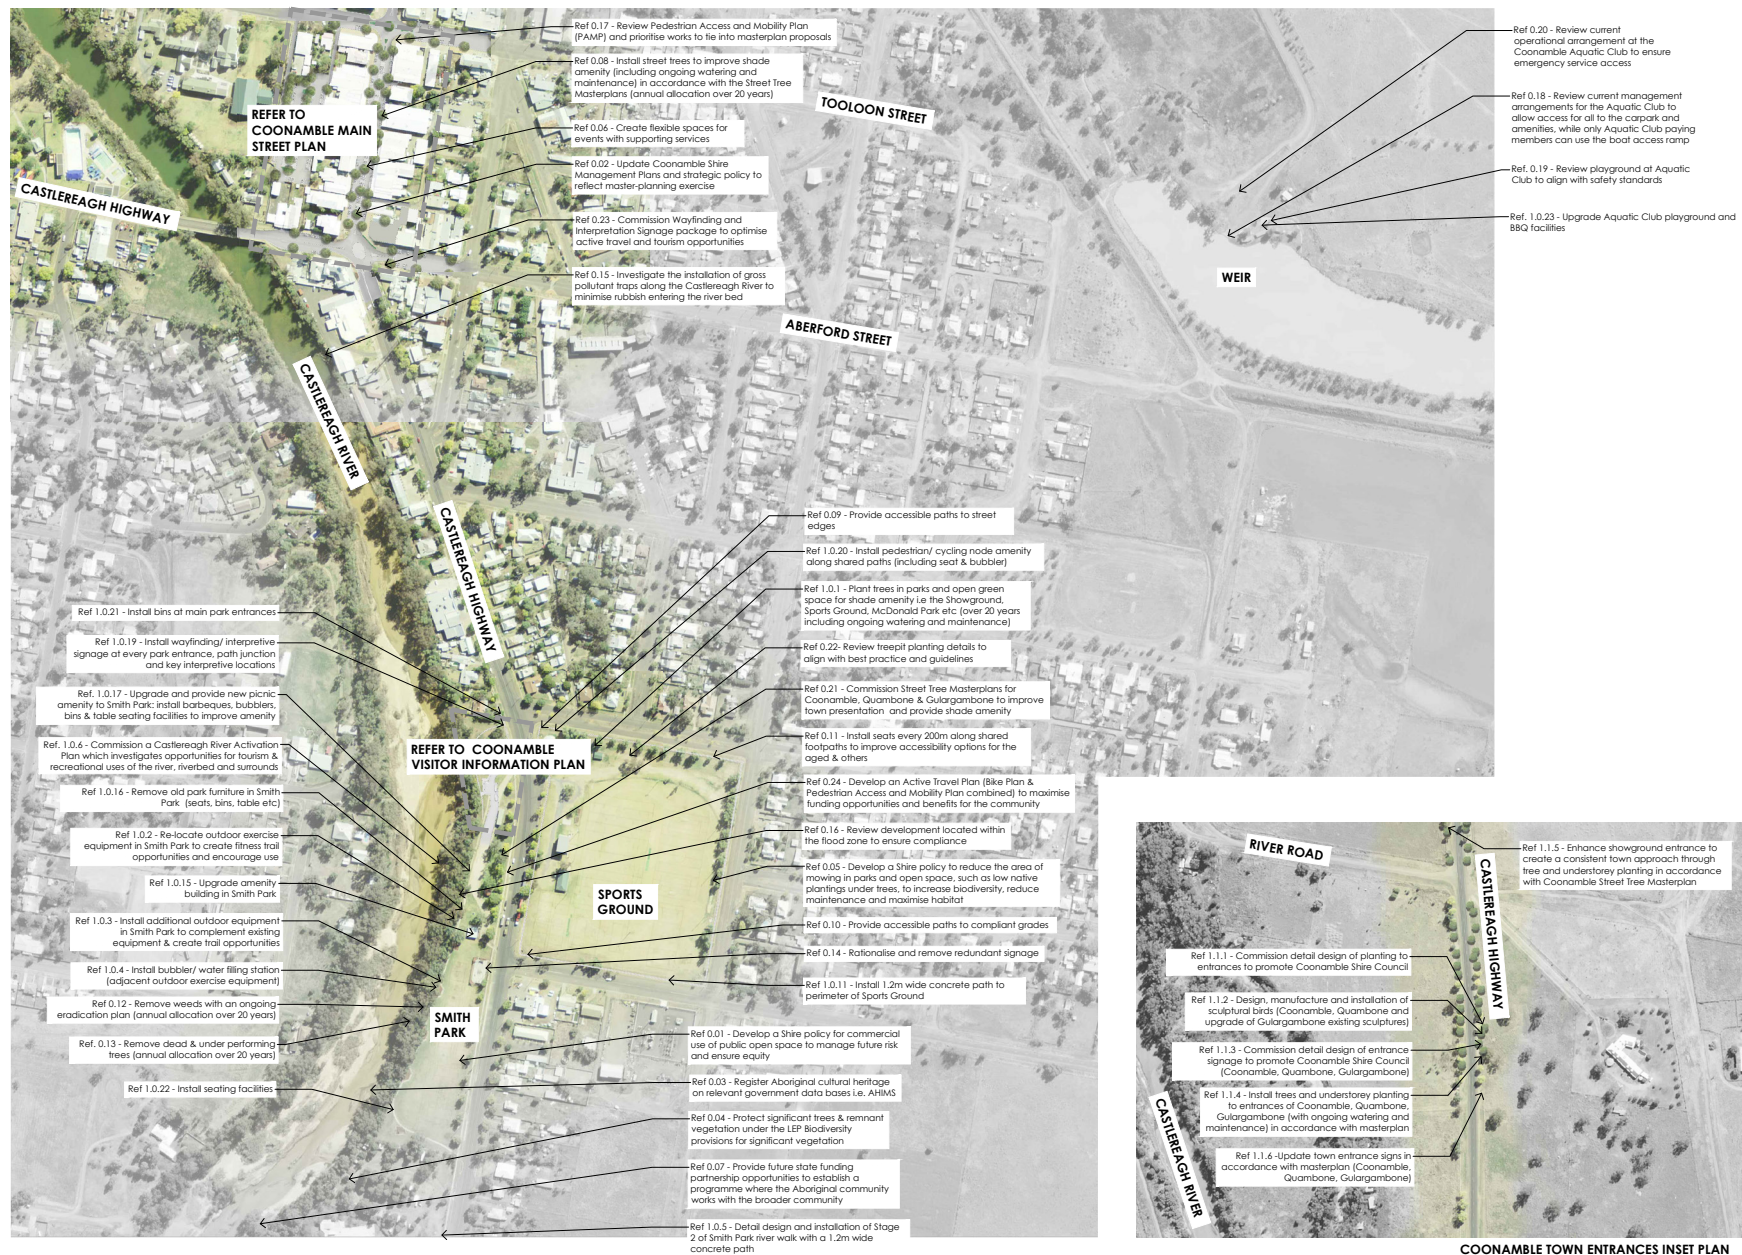 Ref 0.17 - Review Pedestrian Access and Mobility Plan
(PAMP) and prioritise works to tie into masterplan proposals
Ref 0.08 - Install street trees to improve shade
amenity (including ongoing watering and
maintenance) in accordance with the Street Tree
Masterplans (annual allocation over 20 years)
REFER TO
COONAMBLE MAIN
STREET PLAN
Ref 0.06 - Create flexible spaces for
events with supporting services
Ref 0.02 - Update Coonamble Shire
Management Plans and strategic policy to
reflect master-planning exercise
CASTLEREAGH HIGHWAY
Ref 0.23 - Commission Wayfinding and
Interpretation Signage package to optimise
active travel and tourism opportunities
Ref 0.15 - Investigate the installation of gross
pollutant traps along the Castlereagh River to
minimise rubbish entering the river bed
TOOLOON STREET
ABERFORD STREET
WEIR
Ref 0.20 - Review current
operational arrangement at the
Coonamble Aquatic Club to ensure
emergency service access
Ref 0.18 - Review current management
arrangements for the Aquatic Club to
allow access for all to the carpark and
amenities, while only Aquatic Club paying
members can use the boat access ramp
Ref. 0.19 - Review playground at Aquatic
Club to align with safety standards
Ref. 1.0.23 - Upgrade Aquatic Club playground and
BBQ facilities
CASTLEREAGH RIVER
CASTLEREAGH HIGHWAY
Ref 0.09 - Provide accessible paths to street
edges
Ref 1.0.20 - Install pedestrian/ cycling node amenity
along shared paths (including seat & bubbler)
Ref 1.0.1 - Plant trees in parks and open green
space for shade amenity i.e the Showground,
Sports Ground, McDonald Park etc (over 20 years
including ongoing watering and maintenance)
Ref 0.22- Review treepit planting details to
align with best practice and guidelines
Ref 0.21 - Commission Street Tree Masterplans for
Coonamble, Quambone & Gulargambone to improve
town presentation  and provide shade amenity
Ref 0.11 - Install seats every 200m along shared
footpaths to improve accessibility options for the
aged & others
Ref 0.24 - Develop an Active Travel Plan (Bike Plan &
Pedestrian Access and Mobility Plan combined) to maximise
funding opportunities and benefits for the community
Ref 0.16 - Review development located within
the flood zone to ensure compliance
Ref 0.05 - Develop a Shire policy to reduce the area of
mowing in parks and open space, such as low native
plantings under trees, to increase biodiversity, reduce
maintenance and maximise habitat
Ref 0.10 - Provide accessible paths to compliant grades
Ref 0.14 - Rationalise and remove redundant signage
Ref 1.0.11 - Install 1.2m wide concrete path to
perimeter of Sports Ground
Ref 1.0.21 - Install bins at main park entrances
Ref 1.0.19 - Install wayfinding/ interpretive
signage at every park entrance, path junction
and key interpretive locations
Ref. 1.0.17 - Upgrade and provide new picnic
amenity to Smith Park: install barbeques, bubblers,
bins & table seating facilities to improve amenity
Ref. 1.0.6 - Commission a Castlereagh River Activation
Plan which investigates opportunities for tourism &
recreational uses of the river, riverbed and surrounds
Ref 1.0.16 - Remove old park furniture in Smith
Park  (seats, bins, table etc)
Ref 1.0.2 - Re-locate outdoor exercise
equipment in Smith Park to create fitness trail
opportunities and encourage use
Ref 1.0.15 - Upgrade amenity
building in Smith Park
Ref 1.0.3 - Install additional outdoor equipment
in Smith Park to complement existing
equipment & create trail opportunities
Ref 1.0.4 - Install bubbler/ water filling station
(adjacent outdoor exercise equipment)
Ref 0.12 - Remove weeds with an ongoing
eradication plan (annual allocation over 20 years)
Ref. 0.13 - Remove dead & under performing
trees (annual allocation over 20 years)
Ref 1.0.22 - Install seating facilities
REFER TO  COONAMBLE
VISITOR INFORMATION PLAN
SPORTS
GROUND
SMITH
PARK
Ref 0.01 - Develop a Shire policy for commercial
use of public open space to manage future risk
and ensure equity
Ref 0.03 - Register Aboriginal cultural heritage
on relevant government data bases i.e. AHIMS
Ref 0.04 - Protect significant trees & remnant
vegetation under the LEP Biodiversity
provisions for significant vegetation
Ref 0.07 - Provide future state funding
partnership opportunities to establish a
programme where the Aboriginal community
works with the broader community
Ref 1.0.5 - Detail design and installation of Stage
2 of Smith Park river walk with a 1.2m wide
concrete path
RIVER ROAD
CASTLEREAGH HIGHWAY
Ref 1.1.5 - Enhance showground entrance to
create a consistent town approach through
tree and understorey planting in accordance
with Coonamble Street Tree Masterplan
Ref 1.1.1 - Commission detail design of planting to
entrances to promote Coonamble Shire Council
Ref 1.1.2 - Design, manufacture and installation of
sculptural birds (Coonamble, Quambone and
upgrade of Gulargambone existing sculptures)
Ref 1.1.3 - Commission detail design of entrance
signage to promote Coonamble Shire Council
(Coonamble, Quambone, Gulargambone)
Ref 1.1.4 - Install trees and understorey planting
to entrances of Coonamble, Quambone,
Gulargambone (with ongoing watering and
maintenance) in accordance with masterplan
Ref 1.1.6 -Update town entrance signs in
accordance with masterplan (Coonamble,
Quambone, Gulargambone)
CASTLEREAGH RIVER
COONAMBLE TOWN ENTRANCES INSET PLAN